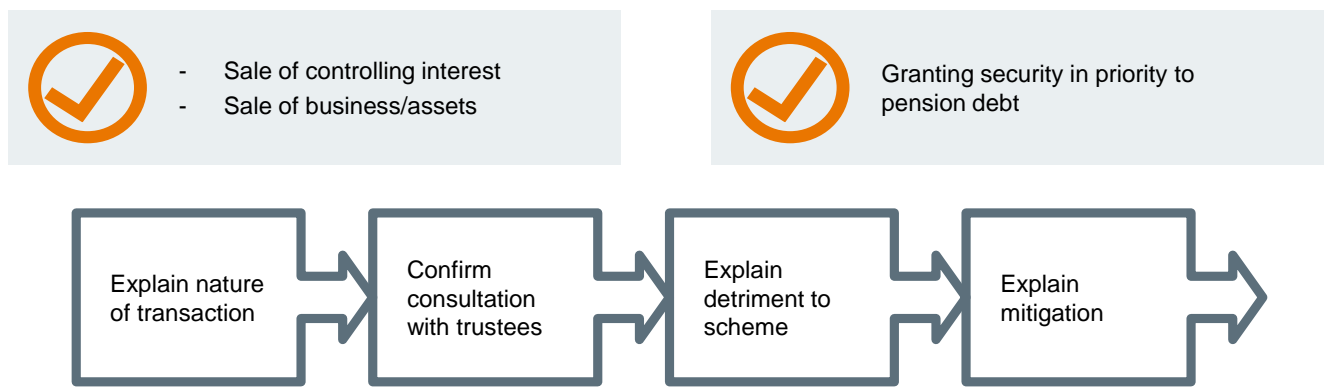 - Sale of controlling interest
- Sale of business/assets
Granting security in priority to
pension debt
Explain nature
of transaction
Confirm
consultation
with trustees
Explain
detriment to
scheme
Explain
mitigation